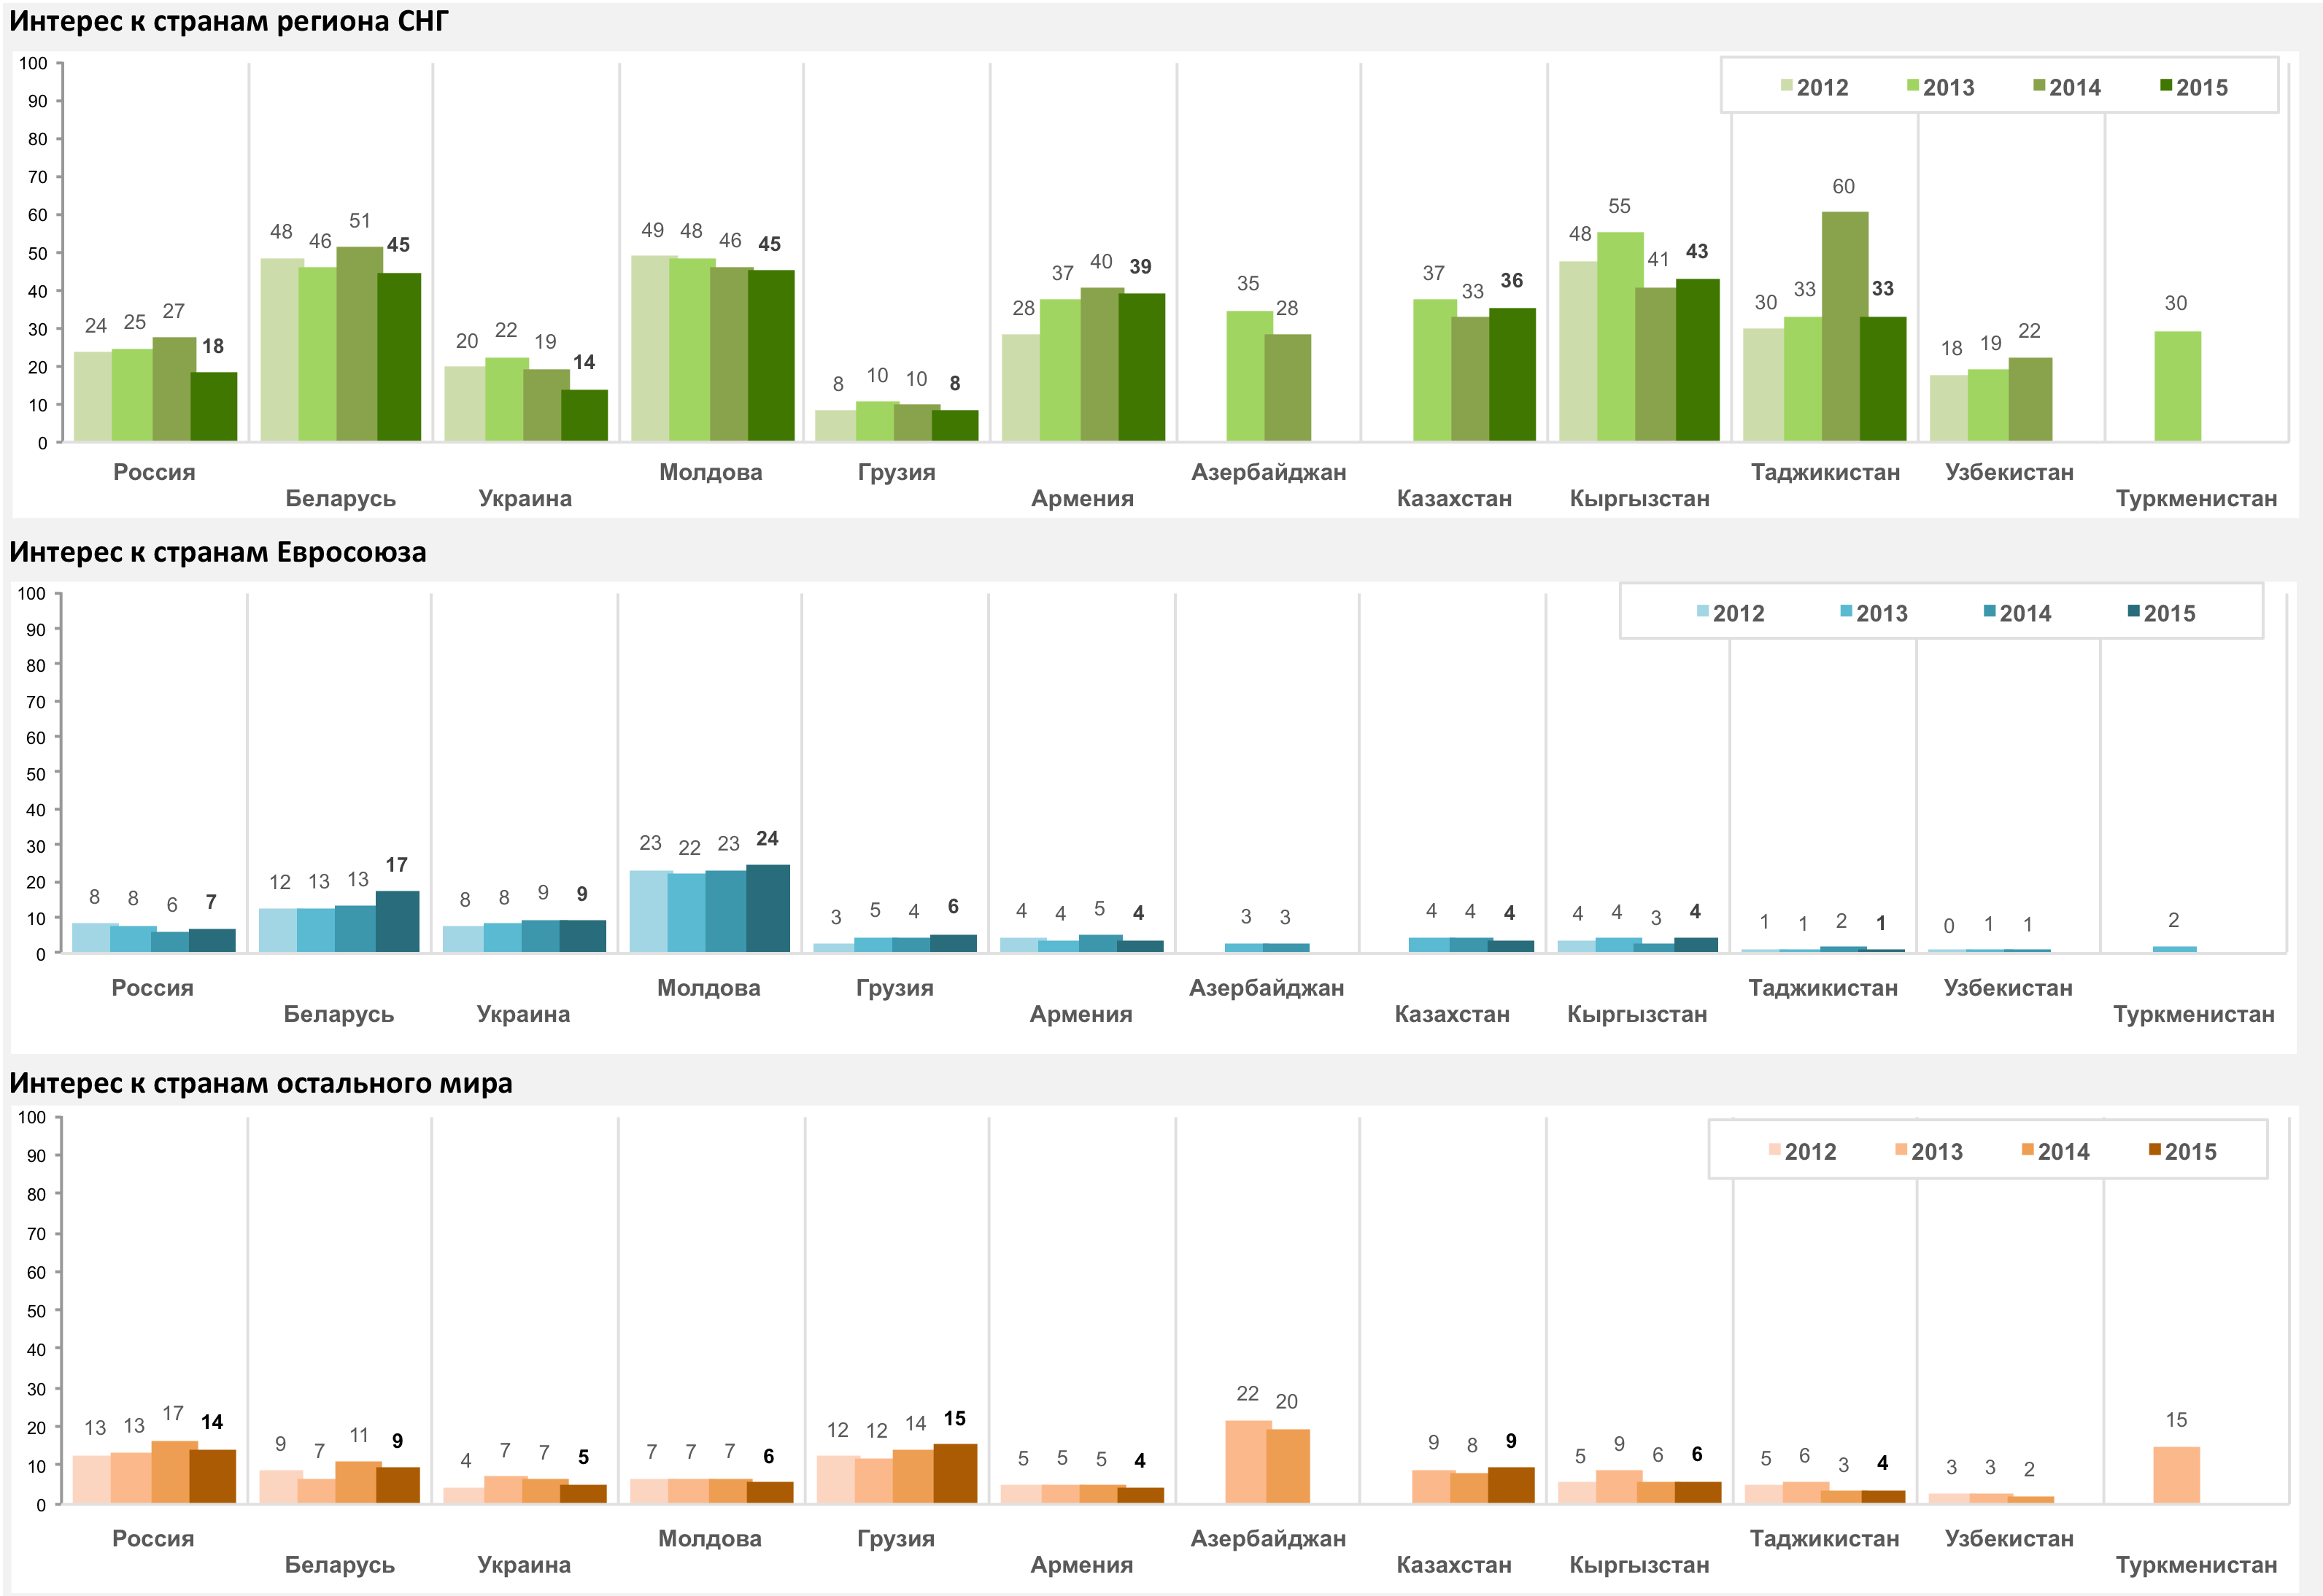 Интерес к странам региона СНГ
2012 2013 2014 2015
100
90
80
70
60
50
40
30
20
10
0
24 25 27 18
48 46 51 45
20 22 19 14
49 48 46 45
8 10 10 8
28 37 40 39
35 28
37 33 36
48 55 41 43
30 33 60 33
18 19 22
30
Россия Беларусь Украина Молдова Грузия Армения Азербайджан Казахстан Кыргызстан Таджикистан Узбекистан Туркменистан
Интерес к странам Евросоюза
2012 2013 2014 2015
100
90
80
70
60
50
40
30
20
10
0
8 8 6 7
12 13 13 17
8 8 9 9
23 22 23 24
3 5 4 6
4 4 5 4
3 3
4 4 4
4 4 3 4
1 1 2 1
0 1 1
2
Россия Беларусь Украина Молдова Грузия Армения Азербайджан Казахстан Кыргызстан Таджикистан Узбекистан Туркменистан
Интерес к странам остального мира
2012 2013 2014 2015
100
90
80
70
60
50
40
30
20
10
0
13 13 17 14
9 7 11 9
4 7 7 5
7 7 7 6
12 12 14 15
5 5 5 4
22 20
9 8 9
5 9 6 6
5 6 3 4
3 3 2
15
Россия Беларусь Украина Молдова Грузия Армения Азербайджан Казахстан Кыргызстан Таджикистан Узбекистан Туркменистан